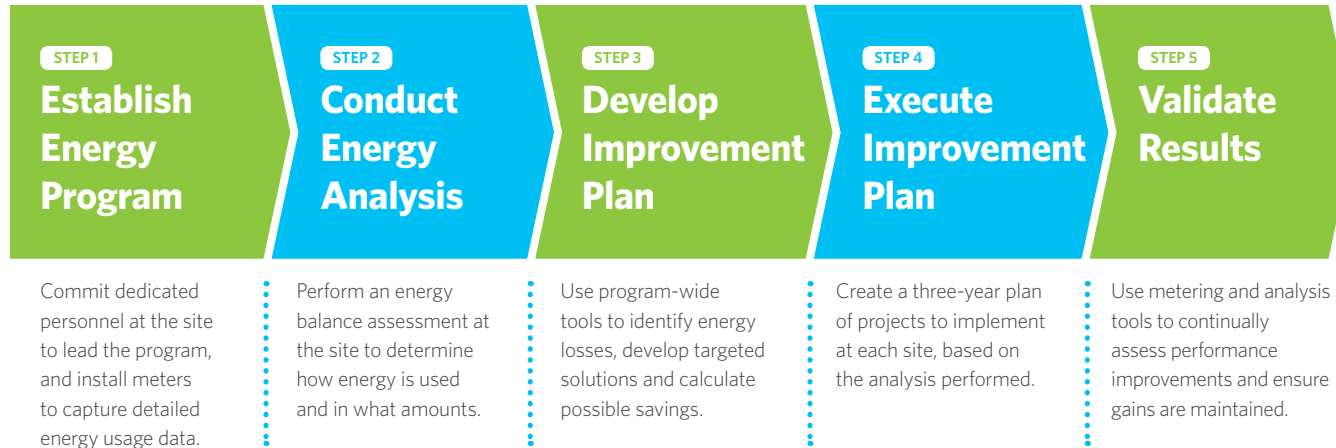 STEP 1
Establish
Energy
Program
Commit dedicated
personnel at the site
to lead the program,
and install meters
to capture detailed
energy usage data.
STEP 2
Conduct
Energy
Analysis
Perform an energy
balance assessment at
the site to determine
how energy is used
and in what amounts.
STEP 3
Develop
Improvement
Plan
Use program-wide
tools to identify energy
losses, develop targeted
solutions and calculate
possible savings.
STEP 4
Execute
Improvement
Plan
Create a three-year plan
of projects to implement
at each site, based on
the analysis performed.
STEP 5
Validate
Results
Use metering and analysis
tools to continually
assess performance
improvements and ensure
gains are maintained.